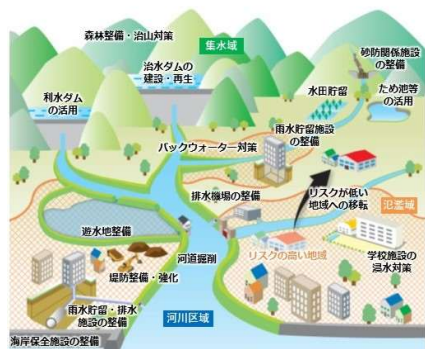 森林整備・治山対策
集水域
砂防関係施設
の整備
治水ダムの
建設・再生
利水ダム
の活用
水田貯留
ため池等
の活用
雨水貯留施設
の整備
バックウォーター対策
排水機場の整備
リスクが低い
地域への移転
氾濫域
遊水地整備
河道掘削
リスクの高い地域
学校施設の
浸水対策
堤防整備・強化
雨水貯留・排水
施設の整備
河川区域
海岸保全施設の整備